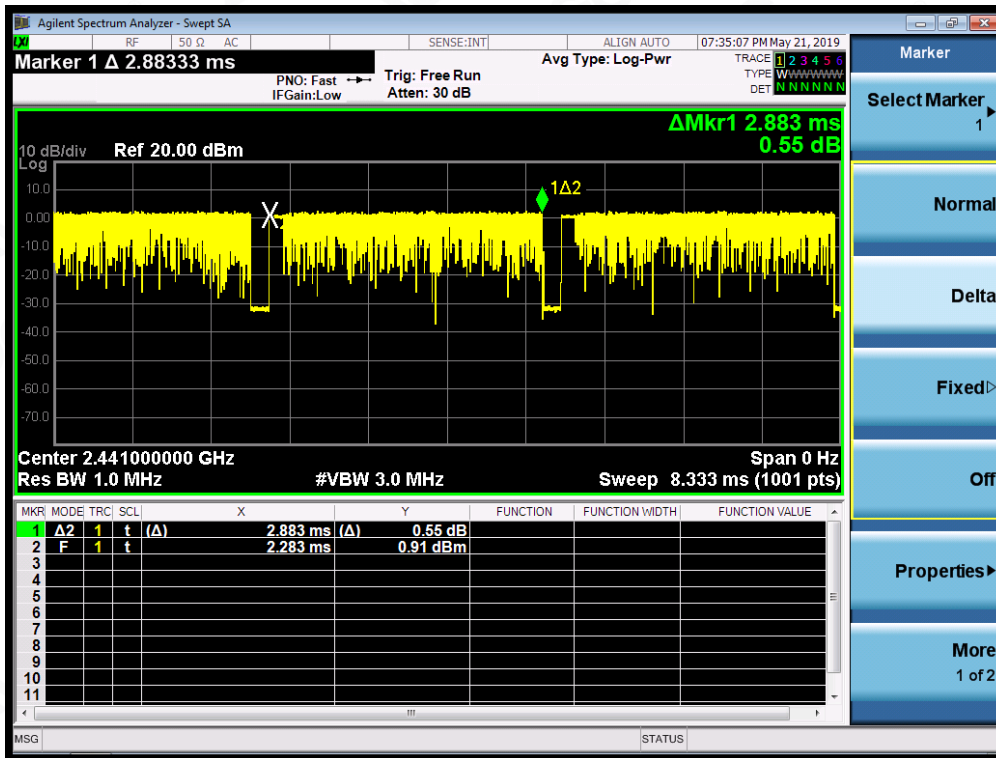 Agilent Spectrum Analyzer - Swept SA
LXI RF 50 Ω AC SENSE:INT ALIGN AUTO 07:35:07 PM May 21, 2019
Marker 1 Δ 2.88333 ms
PNO: Fast
IFGain:Low
Trig: Free Run
Atten: 30 dB
Avg Type: Log-Pwr
TRACE 1 2 3 4 5 6
TYPE WWWWWWW
DET N N N N N N
ΔMkr1 2.883 ms
0.55 dB
10 dB/div Ref 20.00 dBm
Log
10.0
0.00
-10.0
-20.0
-30.0
-40.0
-50.0
-60.0
-70.0
1Δ2
Center 2.441000000 GHz Span 0 Hz
Res BW 1.0 MHz #VBW 3.0 MHz Sweep 8.333 ms (1001 pts)
MKR MODE TRC SCL X Y FUNCTION FUNCTION WIDTH FUNCTION VALUE
1 Δ2 1 t (Δ) 2.883 ms (Δ) 0.55 dB
2 F 1 t 2.283 ms 0.91 dBm
3
4
5
6
7
8
9
10
11
MSG STATUS
Marker
Select Marker
1
Normal
Delta
Fixed
Off
Properties
More
1 of 2